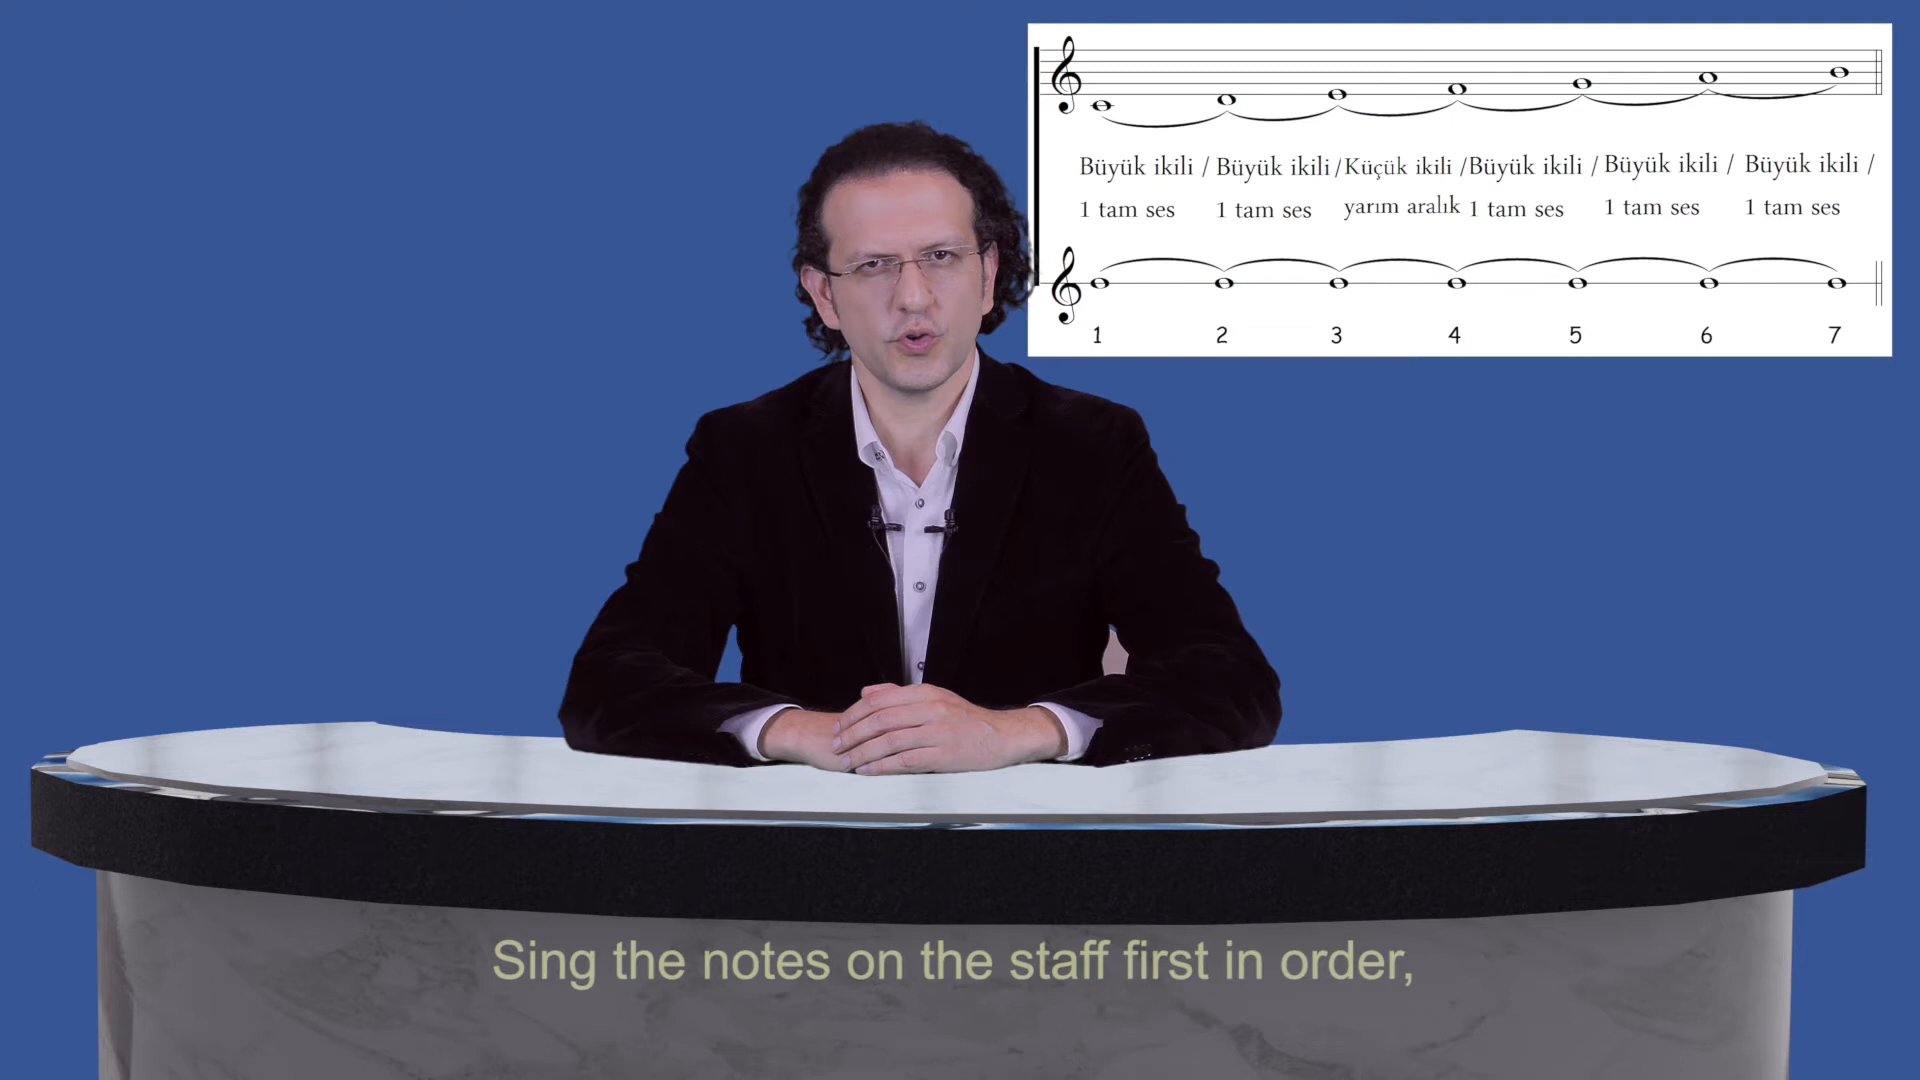 Büyük ikili / Büyük ikili / Küçük ikili / Büyük ikili / Büyük ikili / Büyük ikili /
1 tam ses 1 tam ses yarım aralık 1 tam ses 1 tam ses 1 tam ses
1 2 3 4 5 6 7
Sing the notes on the staff first in order,